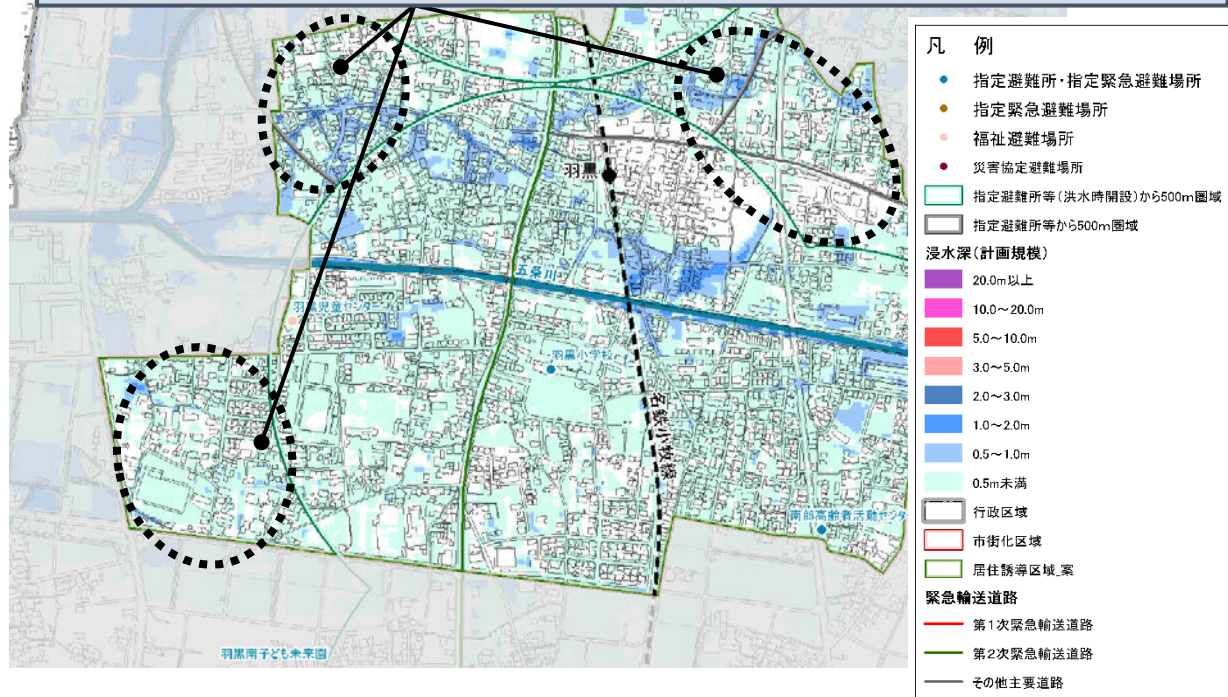 羽黒
五条川
羽黒児童センター
羽黒小学校
名鉄小牧線
南部高齢者活動センタ
羽黒南子ども未来園
凡 例
指定避難所・指定緊急避難場所
指定緊急避難場所
福祉避難場所
災害協定避難場所
指定避難所等(洪水時開設)から500m圏域
指定避難所等から500m圏域
浸水深(計画規模)
20.0m以上
10.0~20.0m
5.0~10.0m
3.0~5.0m
2.0~3.0m
1.0~2.0m
0.5~1.0m
0.5m未満
行政区域
市街化区域
居住誘導区域_案
緊急輸送道路
第1次緊急輸送道路
第2次緊急輸送道路
その他主要道路